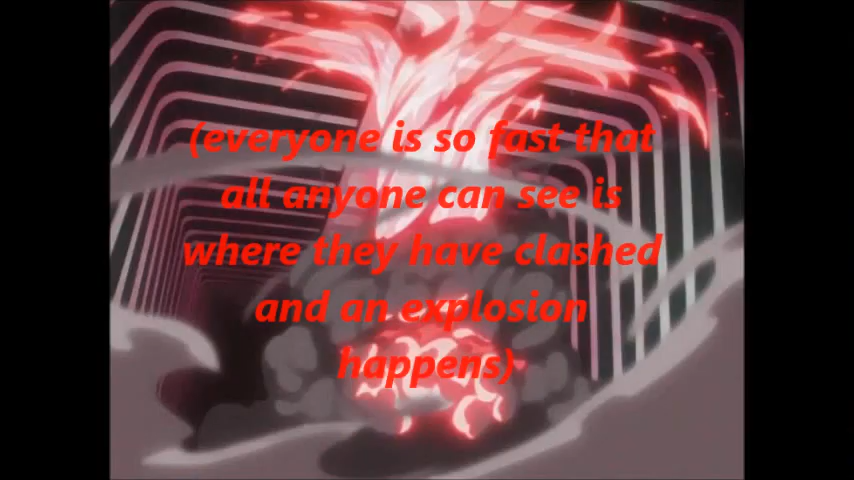 (everyone is so fast that
all anyone can see is
where they have clashed
and an explosion
happens)